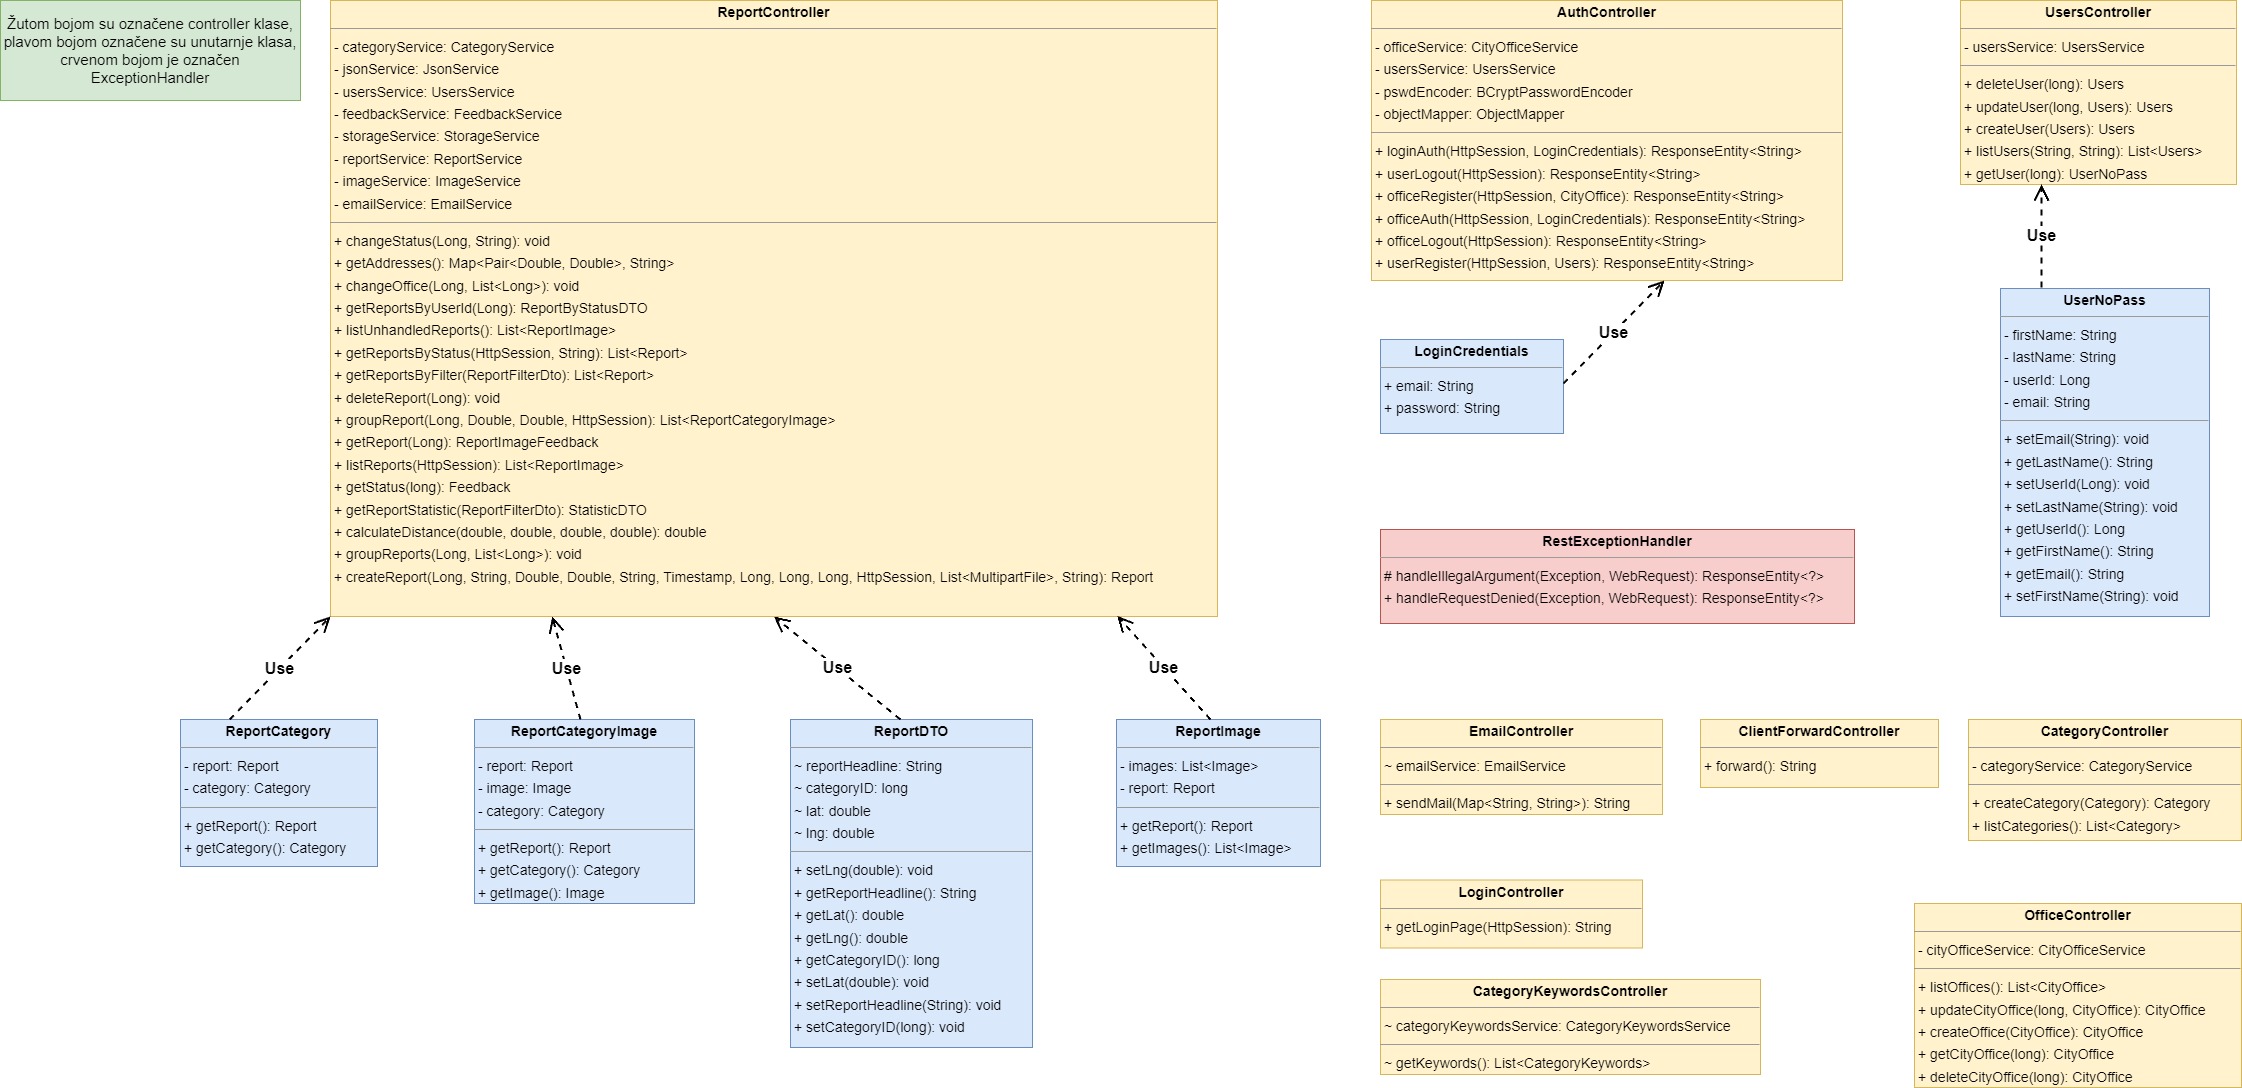 Žutom bojom su označene controller klase,
plavom bojom označene su unutarnje klasa,
crvenom bojom je označen
ExceptionHandler
ReportController
- categoryService: CategoryService
- jsonService: JsonService
- usersService: UsersService
- feedbackService: FeedbackService
- storageService: StorageService
- reportService: ReportService
- imageService: ImageService
- emailService: EmailService
+ changeStatus(Long, String): void
+ getAddresses(): Map<Pair<Double, Double>, String>
+ changeOffice(Long, List<Long>): void
+ getReportsByUserId(Long): ReportByStatusDTO
+ listUnhandledReports(): List<ReportImage>
+ getReportsByStatus(HttpSession, String): List<Report>
+ getReportsByFilter(ReportFilterDto): List<Report>
+ deleteReport(Long): void
+ groupReport(Long, Double, Double, HttpSession): List<ReportCategoryImage>
+ getReport(Long): ReportImageFeedback
+ listReports(HttpSession): List<ReportImage>
+ getStatus(long): Feedback
+ getReportStatistic(ReportFilterDto): StatisticDTO
+ calculateDistance(double, double, double, double): double
+ groupReports(Long, List<Long>): void
+ createReport(Long, String, Double, Double, String, Timestamp, Long, Long, Long, HttpSession, List<MultipartFile>, String): Report
Use
Use
Use
Use
ReportCategory
- report: Report
- category: Category
+ getReport(): Report
+ getCategory(): Category
ReportCategoryImage
- report: Report
- image: Image
- category: Category
+ getReport(): Report
+ getCategory(): Category
+ getImage(): Image
ReportDTO
~ reportHeadline: String
~ categoryID: long
~ lat: double
~ lng: double
+ setLng(double): void
+ getReportHeadline(): String
+ getLat(): double
+ getLng(): double
+ getCategoryID(): long
+ setLat(double): void
+ setReportHeadline(String): void
+ setCategoryID(long): void
ReportImage
- images: List<Image>
- report: Report
+ getReport(): Report
+ getImages(): List<Image>
AuthController
- officeService: CityOfficeService
- usersService: UsersService
- pswdEncoder: BCryptPasswordEncoder
- objectMapper: ObjectMapper
+ loginAuth(HttpSession, LoginCredentials): ResponseEntity<String>
+ userLogout(HttpSession): ResponseEntity<String>
+ officeRegister(HttpSession, CityOffice): ResponseEntity<String>
+ officeAuth(HttpSession, LoginCredentials): ResponseEntity<String>
+ officeLogout(HttpSession): ResponseEntity<String>
+ userRegister(HttpSession, Users): ResponseEntity<String>
Use
LoginCredentials
+ email: String
+ password: String
UsersController
- usersService: UsersService
+ deleteUser(long): Users
+ updateUser(long, Users): Users
+ createUser(Users): Users
+ listUsers(String, String): List<Users>
+ getUser(long): UserNoPass
Use
UserNoPass
- firstName: String
- lastName: String
- userId: Long
- email: String
+ setEmail(String): void
+ getLastName(): String
+ setUserId(Long): void
+ setLastName(String): void
+ getUserId(): Long
+ getFirstName(): String
+ getEmail(): String
+ setFirstName(String): void
RestExceptionHandler
# handleIllegalArgument(Exception, WebRequest): ResponseEntity<?>
+ handleRequestDenied(Exception, WebRequest): ResponseEntity<?>
EmailController
~ emailService: EmailService
+ sendMail(Map<String, String>): String
ClientForwardController
+ forward(): String
CategoryController
- categoryService: CategoryService
+ createCategory(Category): Category
+ listCategories(): List<Category>
LoginController
+ getLoginPage(HttpSession): String
CategoryKeywordsController
~ categoryKeywordsService: CategoryKeywordsService
~ getKeywords(): List<CategoryKeywords>
OfficeController
- cityOfficeService: CityOfficeService
+ listOffices(): List<CityOffice>
+ updateCityOffice(long, CityOffice): CityOffice
+ createOffice(CityOffice): CityOffice
+ getCityOffice(long): CityOffice
+ deleteCityOffice(long): CityOffice